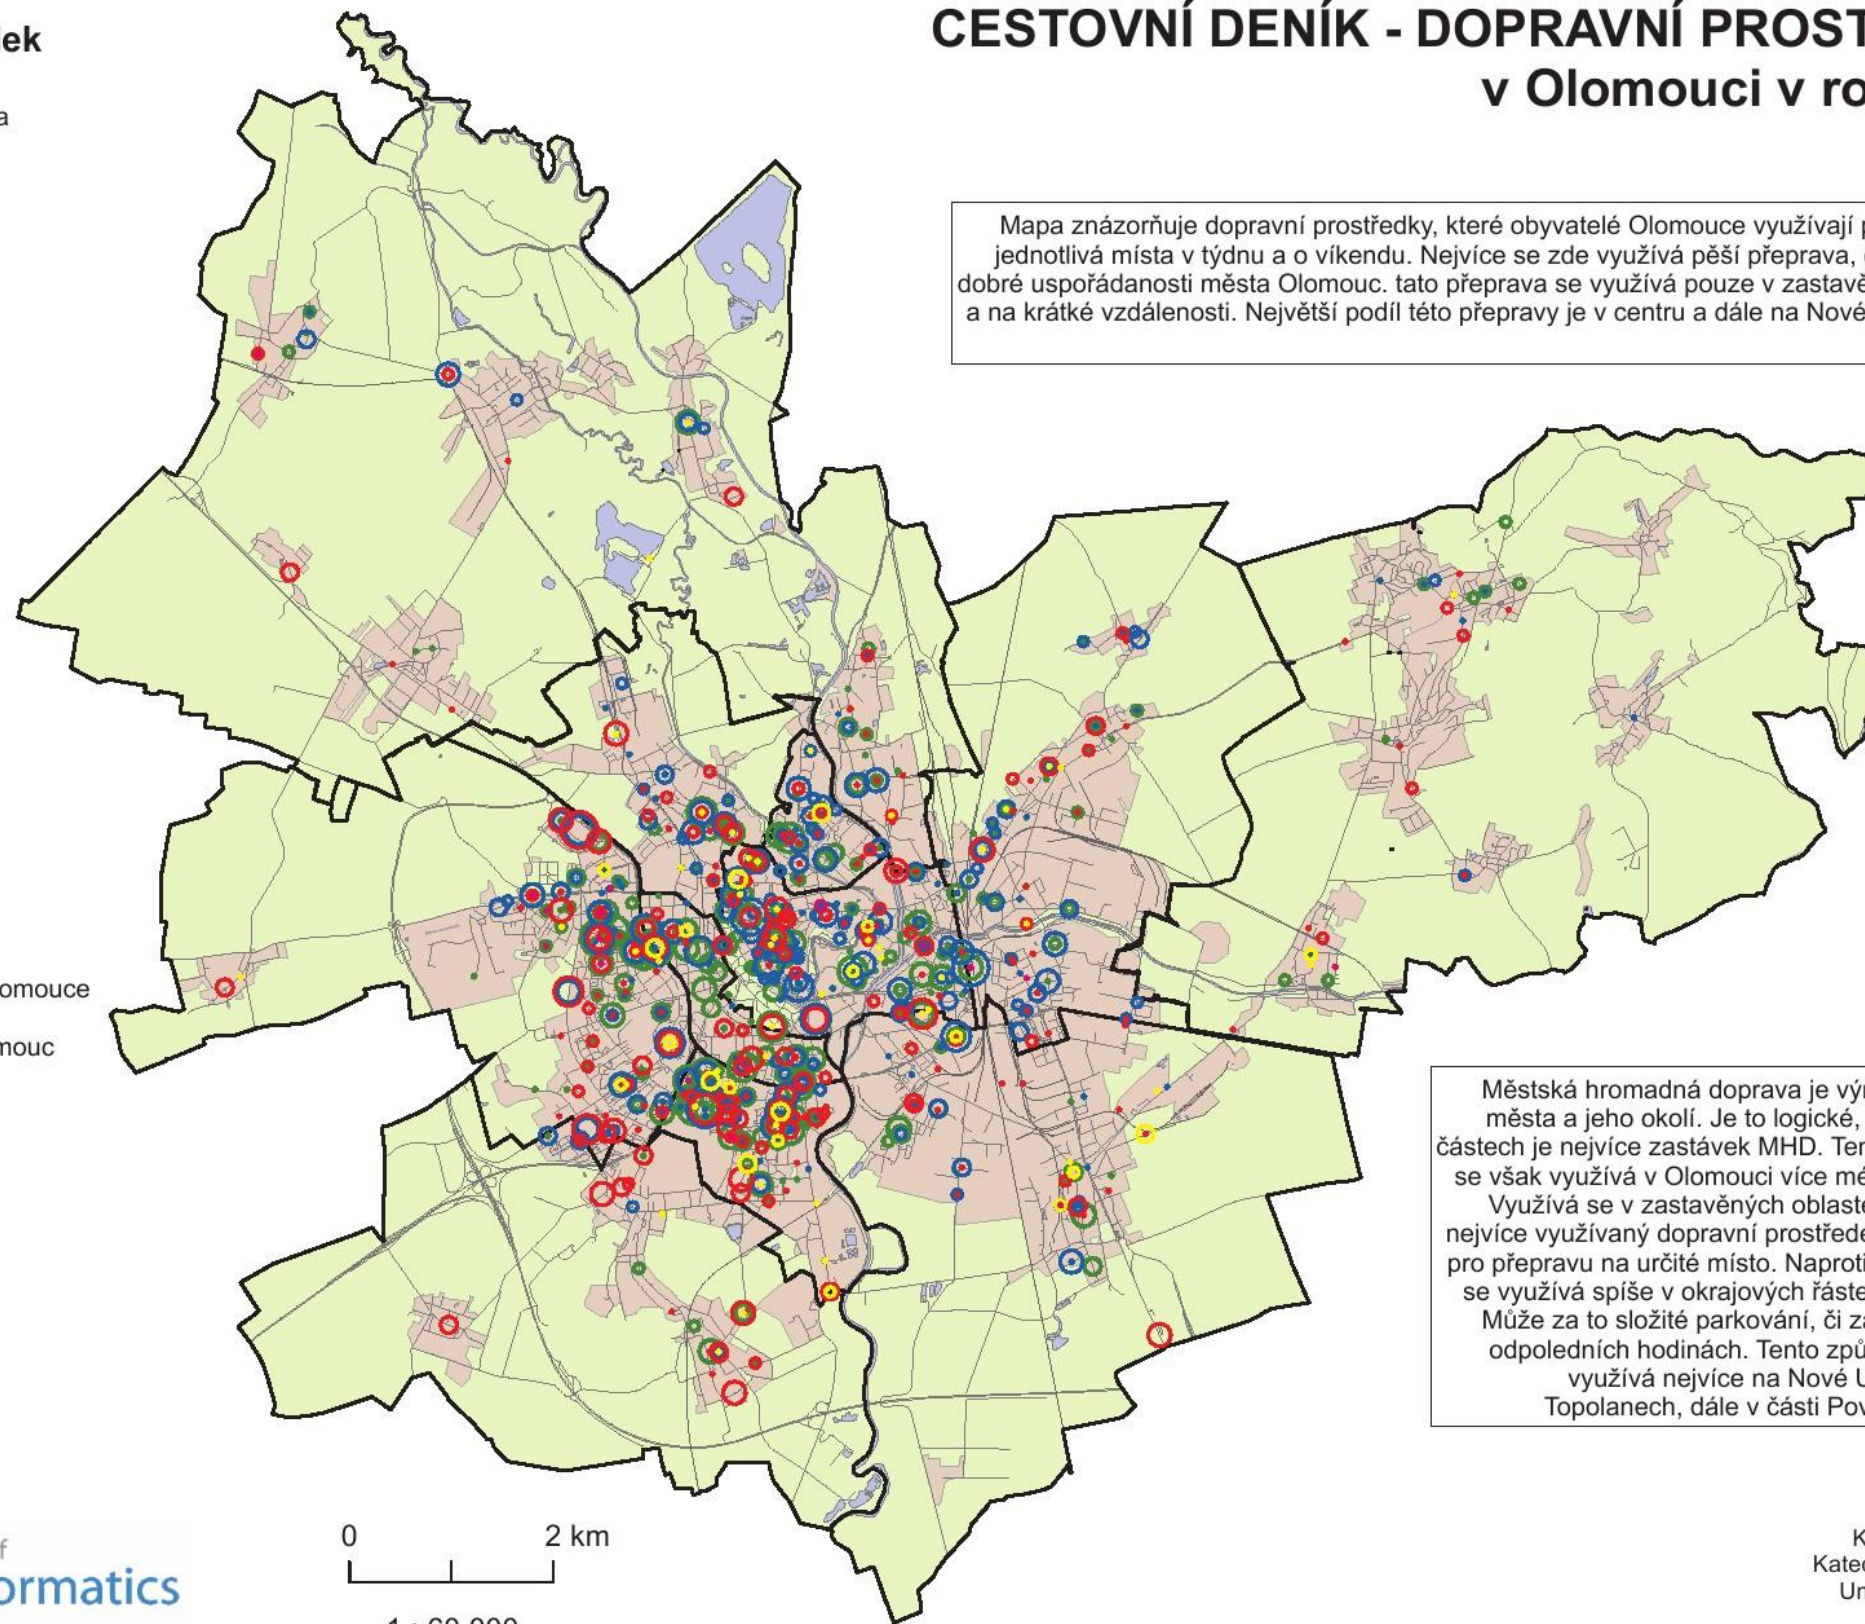 CESTOVNÍ DENÍK - DOPRAVNÍ PROST
v Olomouci v ro
ek
a
Mapa znázorňuje dopravní prostředky, které obyvatelé Olomouce využívají p
jednotlivá místa v týdnu a o víkendu. Nejvíce se zde využívá pěší přeprava,
dobré uspořádanosti města Olomouc. tato přeprava se využívá pouze v zastavě
a na krátké vzdálenosti. Největší podíl této přepravy je v centru a dále na Nové
omouce
mouc
Městská hromadná doprava je výr
města a jeho okolí. Je to logické,
částech je nejvíce zastávek MHD. Ter
se však využívá v Olomouci více mé
Využívá se v zastavěných oblaste
nejvíce využívaný dopravní prostřede
pro přepravu na určité místo. Naproti
se využívá spíše v okrajových řáste
Může za to složité parkování, či za
odpoledních hodinách. Tento způ
využívá nejvíce na Nové U
Topolanech, dále v části Pov
f
ormatics
0 2 km
1 : 60 000
K
Kated
Un